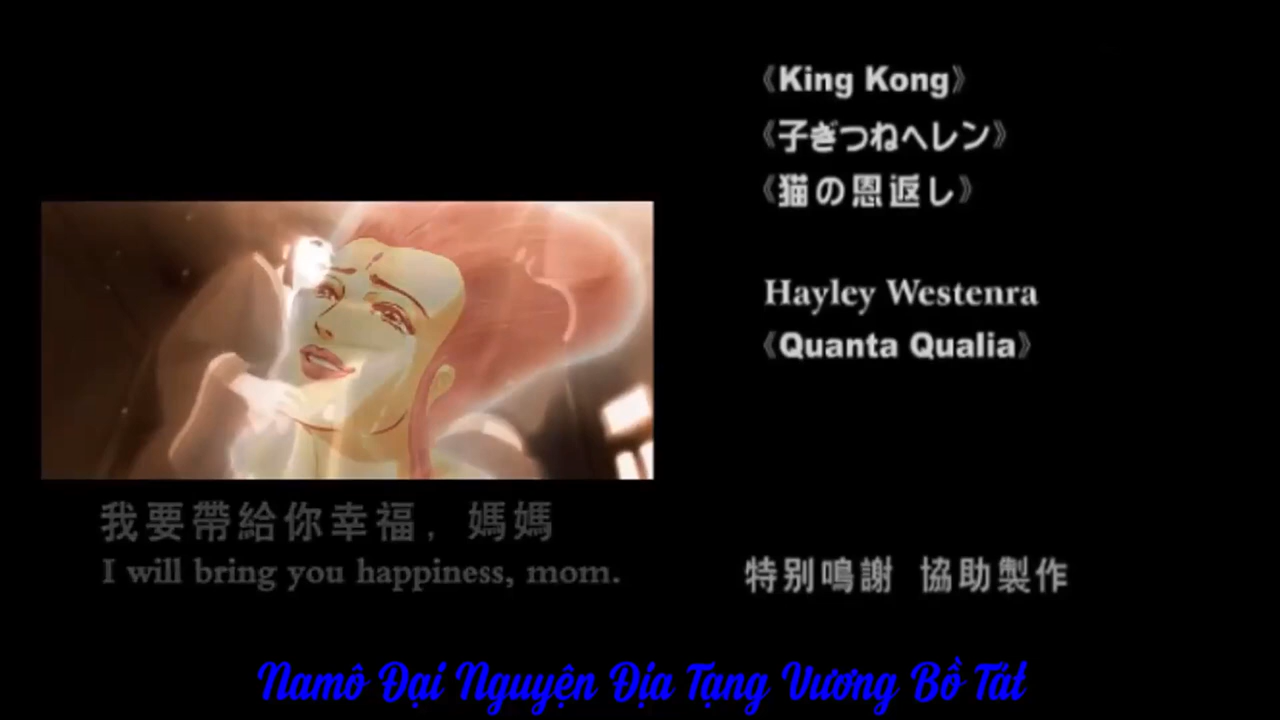 《King Kong》
《子ぎつねヘレン》
《猫の恩返し》
Hayley Westenra
《Quanta Qualia》
我要帶給你幸福，媽媽
I will bring you happiness, mom.
特别鳴謝 協助製作
Namô Đại Nguyện Địa Tạng Vương Bồ Tát